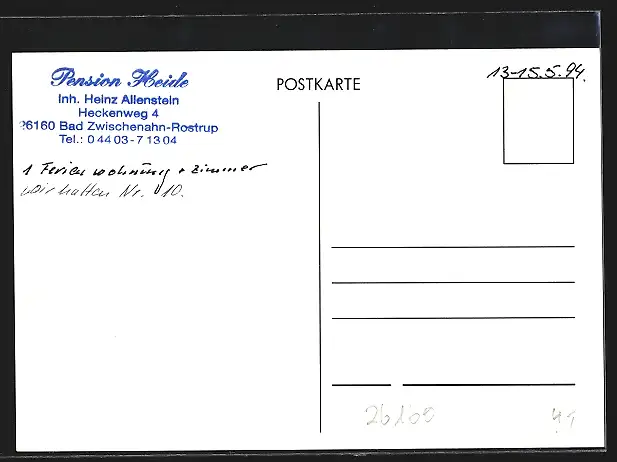 Pension Heide
Inh. Heinz Allenstein
Heckenweg 4
26160 Bad Zwischenahn-Rostrup
Tel.: 0 44 03 - 7 13 04
1 Ferienwohnung + Zimmer
wir hatten Nr. 10.
POSTKARTE
13-15.5.94.